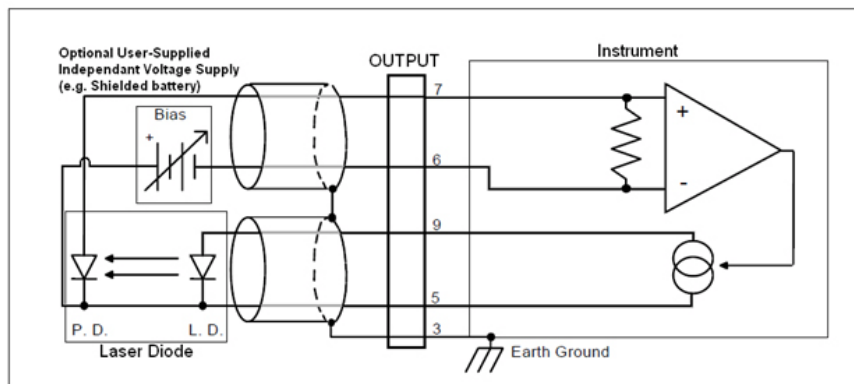 Optional User-Supplied
Independant Voltage Supply
(e.g. Shielded battery)
OUTPUT
Instrument
Bias
+
7
+
6
-
9
5
3
P. D.
L. D.
Laser Diode
Earth Ground